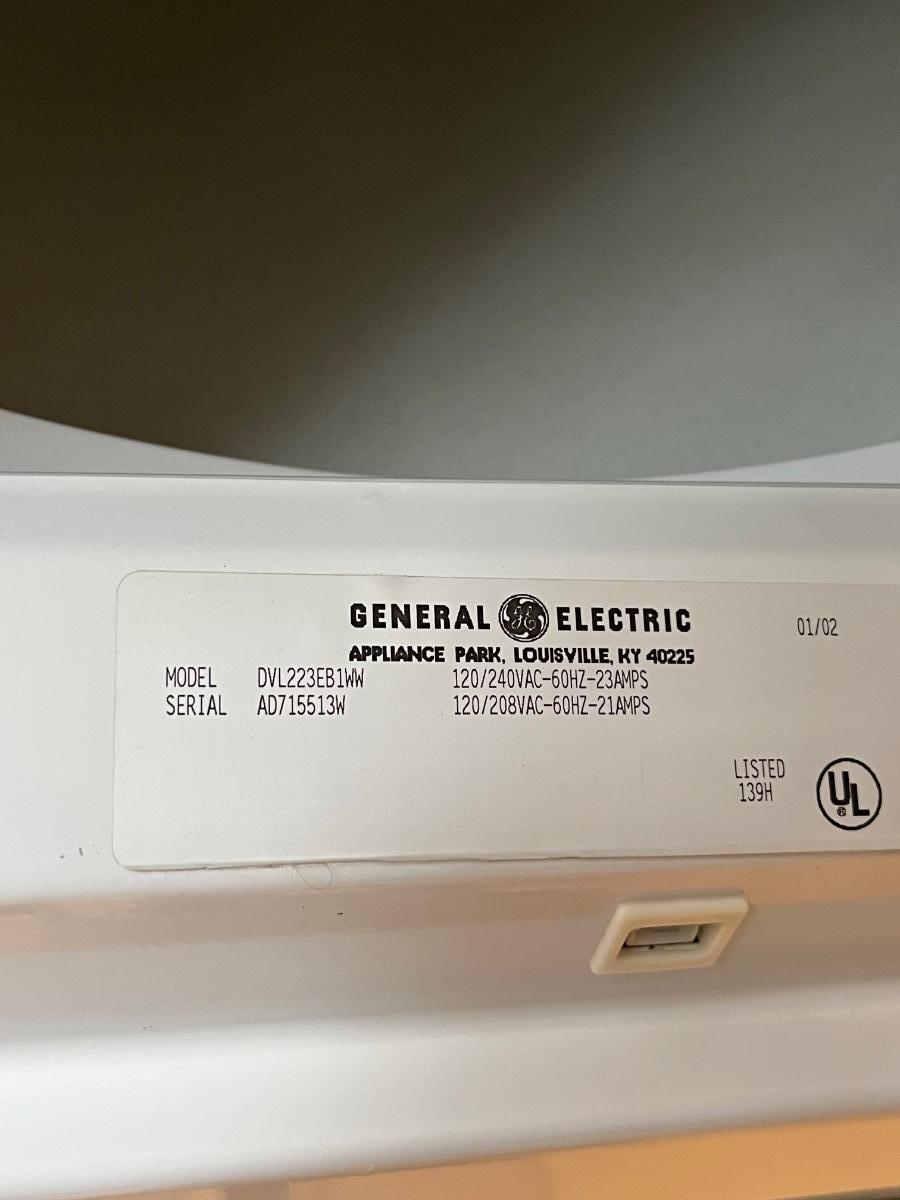 GENERAL GE ELECTRIC
01/02
APPLIANCE PARK, LOUISVILLE, KY 40225
MODEL DVL223EB1WW 120/240VAC-60HZ-23AMPS
SERIAL AD715513W 120/208VAC-60HZ-21AMPS
LISTED
139H
UL®